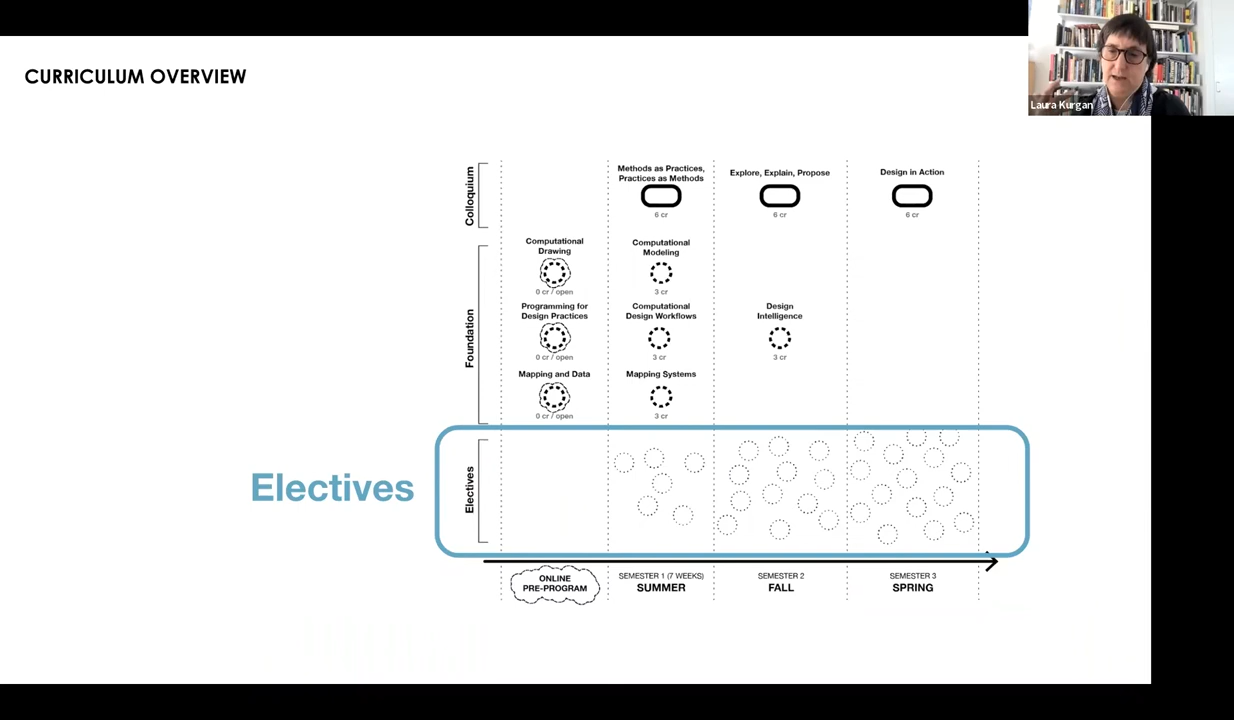 CURRICULUM OVERVIEW
Laura Kurgan
Colloquium
Methods as Practices,
Practices as Methods
6 cr
Explore, Explain, Propose
6 cr
Design in Action
6 cr
Foundation
Computational
Drawing
0 cr / open
Computational
Modeling
3 cr
Programming for
Design Practices
0 cr / open
Computational
Design Workflows
3 cr
Design
Intelligence
3 cr
Mapping and Data
0 cr / open
Mapping Systems
3 cr
Electives
Electives
ONLINE
PRE-PROGRAM
SEMESTER 1 (7 WEEKS)
SUMMER
SEMESTER 2
FALL
SEMESTER 3
SPRING